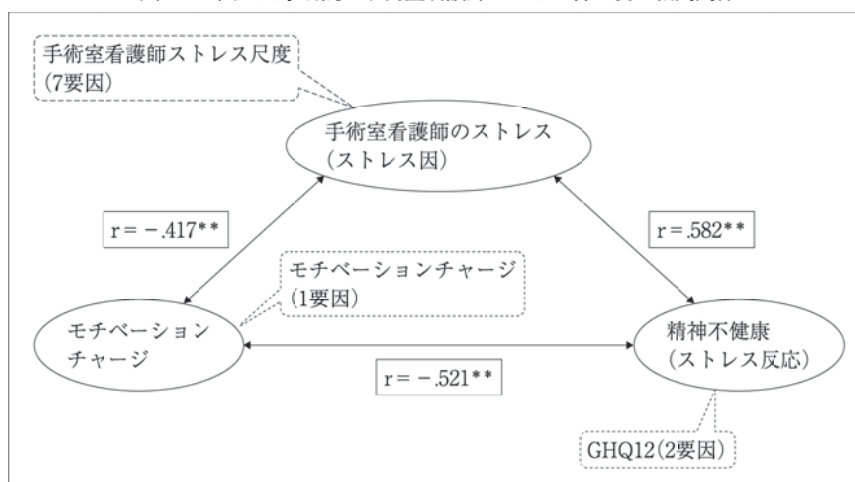 手術室看護師ストレス尺度
(7要因)
手術室看護師のストレス
(ストレス因)
r=−.417**
r=.582**
モチベーションチャージ
(1要因)
モチベーション
チャージ
精神不健康
(ストレス反応)
r=−.521**
GHQ12(2要因)